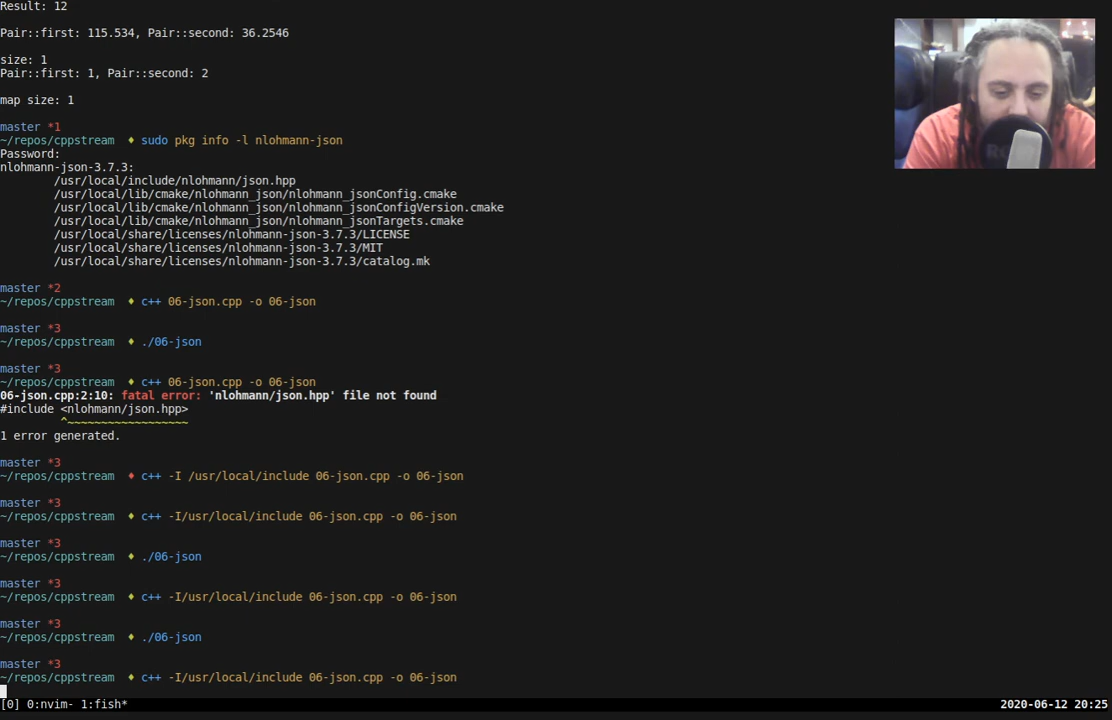 Result: 12
Pair::first: 115.534, Pair::second: 36.2546
size: 1
Pair::first: 1, Pair::second: 2
map size: 1
master *1
~/repos/cppstream ♦ sudo pkg info -l nlohmann-json
Password:
nlohmann-json-3.7.3:
/usr/local/include/nlohmann/json.hpp
/usr/local/lib/cmake/nlohmann_json/nlohmann_jsonConfig.cmake
/usr/local/lib/cmake/nlohmann_json/nlohmann_jsonConfigVersion.cmake
/usr/local/lib/cmake/nlohmann_json/nlohmann_jsonTargets.cmake
/usr/local/share/licenses/nlohmann-json-3.7.3/LICENSE
/usr/local/share/licenses/nlohmann-json-3.7.3/MIT
/usr/local/share/licenses/nlohmann-json-3.7.3/catalog.mk
master *2
~/repos/cppstream ♦ c++ 06-json.cpp -o 06-json
master *3
~/repos/cppstream ♦ ./06-json
master *3
~/repos/cppstream ♦ c++ 06-json.cpp -o 06-json
06-json.cpp:2:10: fatal error: 'nlohmann/json.hpp' file not found
#include <nlohmann/json.hpp>
^~~~~~~~~~~~~~~~~~~
1 error generated.
master *3
~/repos/cppstream ♦ c++ -I /usr/local/include 06-json.cpp -o 06-json
master *3
~/repos/cppstream ♦ c++ -I/usr/local/include 06-json.cpp -o 06-json
master *3
~/repos/cppstream ♦ ./06-json
master *3
~/repos/cppstream ♦ c++ -I/usr/local/include 06-json.cpp -o 06-json
master *3
~/repos/cppstream ♦ ./06-json
master *3
~/repos/cppstream ♦ c++ -I/usr/local/include 06-json.cpp -o 06-json
[0] 0:nvim- 1:fish* 2020-06-12 20:25